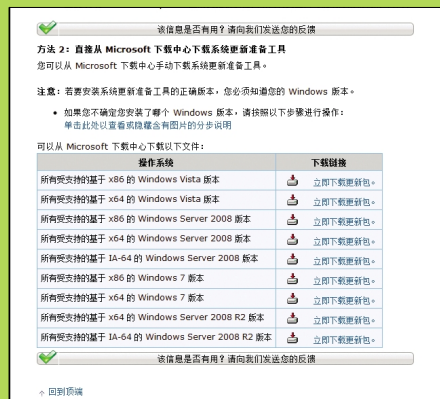 该信息是否有用？请向我们发送您的反馈
方法 2：直接从 Microsoft 下载中心下载系统更新准备工具
您可以从 Microsoft 下载中心手动下载系统更新准备工具。
注意：若要安装系统更新准备工具的正确版本，您必须知道您的 Windows 版本。
• 如果您不确定您安装了哪个 Windows 版本，请按照以下步骤进行操作：
单击此处以查看或隐藏含有图片的分步说明
可以从 Microsoft 下载中心下载以下文件：
操作系统 下载链接
所有受支持的基于 x86 的 Windows Vista 版本 立即下载更新包。
所有受支持的基于 x64 的 Windows Vista 版本 立即下载更新包。
所有受支持的基于 x86 的 Windows Server 2008 版本 立即下载更新包。
所有受支持的基于 x64 的 Windows Server 2008 版本 立即下载更新包。
所有受支持的基于 IA-64 的 Windows Server 2008 版本 立即下载更新包。
所有受支持的基于 x86 的 Windows 7 版本 立即下载更新包。
所有受支持的基于 x64 的 Windows 7 版本 立即下载更新包。
所有受支持的基于 x64 的 Windows Server 2008 R2 版本 立即下载更新包。
所有受支持的基于 IA-64 的 Windows Server 2008 R2 版本 立即下载更新包。
该信息是否有用？请向我们发送您的反馈
回到顶端